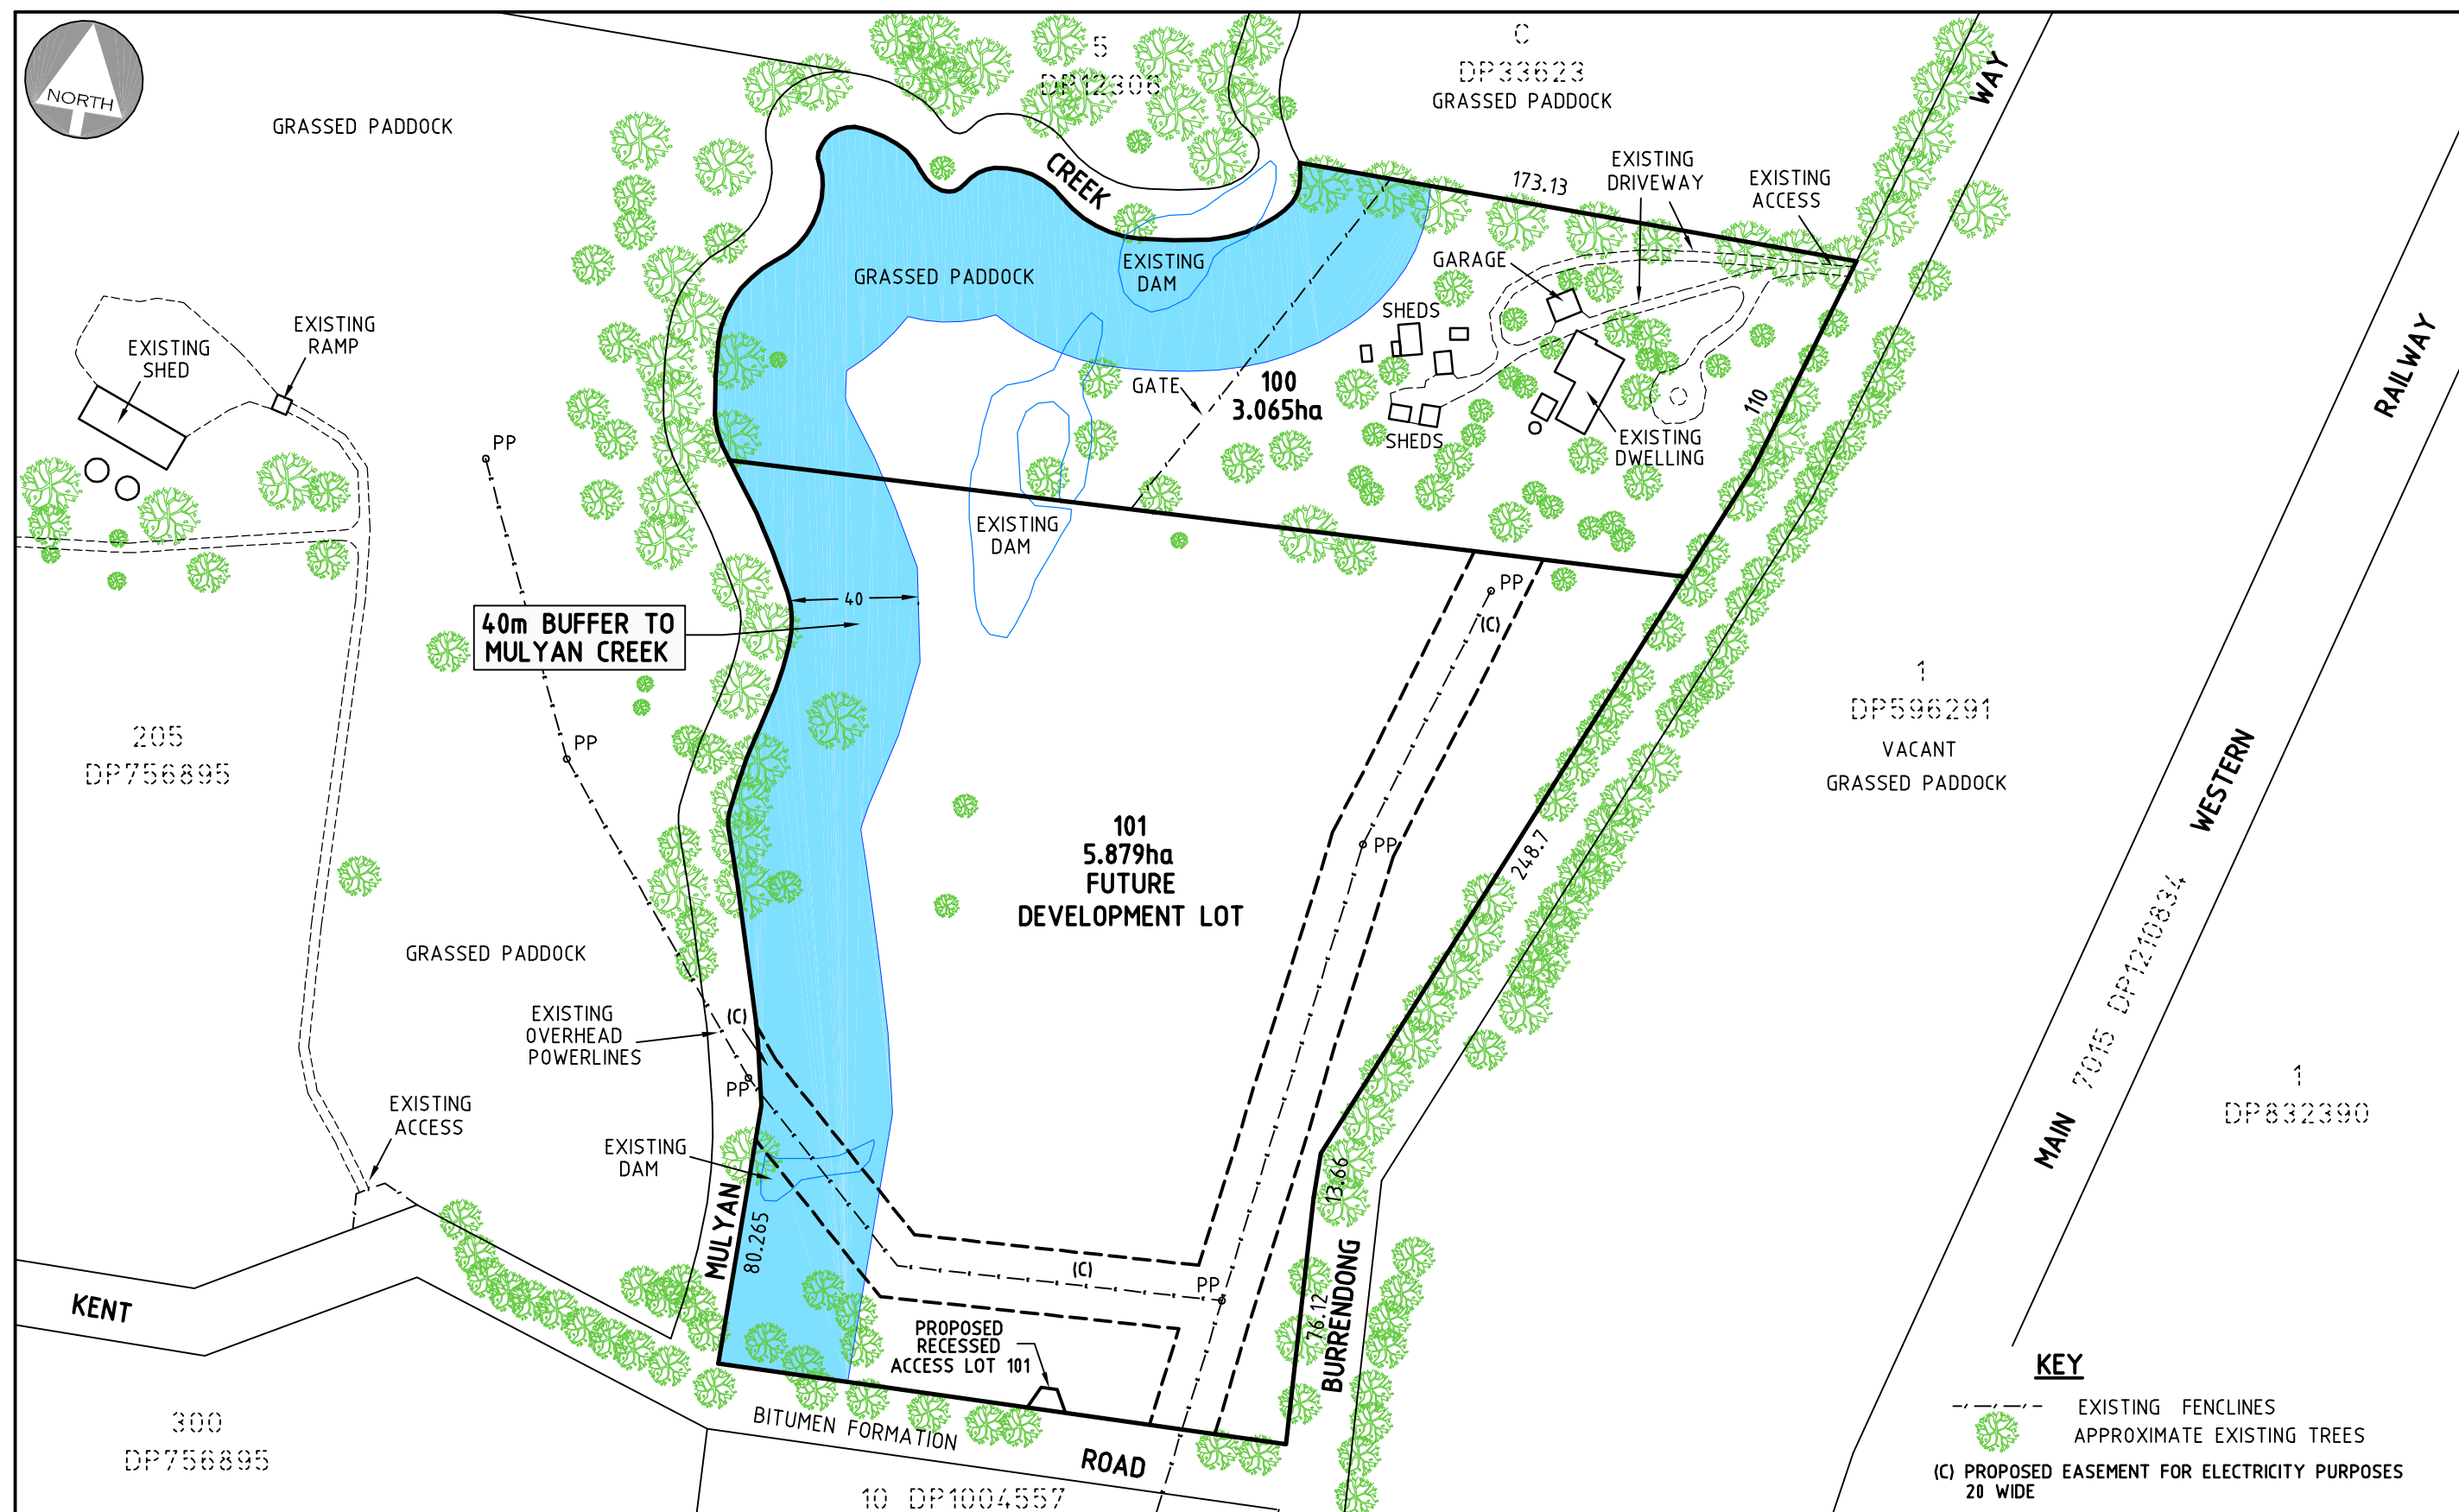 NORTH
GRASSED PADDOCK
5
DP12306
C
DP33623
GRASSED PADDOCK
WAY
CREEK
173.13
EXISTING
DRIVEWAY
EXISTING
ACCESS
GRASSED PADDOCK
EXISTING
DAM
GARAGE
SHEDS
EXISTING
SHED
EXISTING
RAMP
GATE
100
3.065ha
110
RAILWAY
SHEDS
EXISTING
DWELLING
PP
EXISTING
DAM
PP
(C)
40
40m BUFFER TO
MULYAN CREEK
205
DP756895
PP
1
DP596291
VACANT
GRASSED PADDOCK
WESTERN
101
5.879ha
FUTURE
DEVELOPMENT LOT
PP
248.7
GRASSED PADDOCK
7015 DP1210834
EXISTING
OVERHEAD
POWERLINES
(C)
PP
MAIN
1
DP832390
EXISTING
ACCESS
EXISTING
DAM
MULYAN
80.265
13.66
(C)
PP
76.12
BURRENDONG
KENT
PROPOSED
RECESSED
ACCESS LOT 101
BITUMEN FORMATION
ROAD
300
DP756895
10 DP1004557
KEY
EXISTING FENCLINES
APPROXIMATE EXISTING TREES
(C) PROPOSED EASEMENT FOR ELECTRICITY PURPOSES
20 WIDE